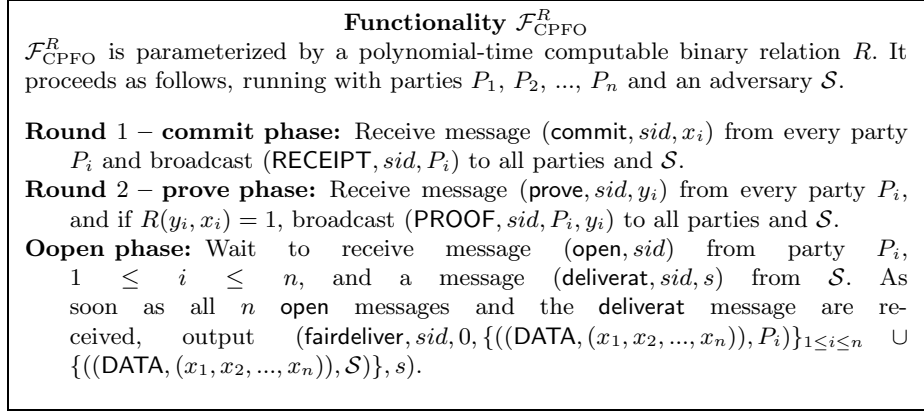 Functionality $\mathcal{F}^R_{\text{CPFO}}$
$\mathcal{F}^R_{\text{CPFO}}$ is parameterized by a polynomial-time computable binary relation $R$. It
proceeds as follows, running with parties $P_1$, $P_2$, ..., $P_n$ and an adversary $\mathcal{S}$.
Round 1 – commit phase: Receive message (commit, $sid$, $x_i$) from every party
$P_i$ and broadcast (RECEIPT, $sid$, $P_i$) to all parties and $\mathcal{S}$.
Round 2 – prove phase: Receive message (prove, $sid$, $y_i$) from every party $P_i$,
and if $R(y_i, x_i) = 1$, broadcast (PROOF, $sid$, $P_i$, $y_i$) to all parties and $\mathcal{S}$.
Oopen phase: Wait to receive message (open, $sid$) from party $P_i$,
$1 \leq i \leq n$, and a message (deliverat, $sid$, $s$) from $\mathcal{S}$. As
soon as all $n$ open messages and the deliverat message are re-
ceived, output (fairdeliver, $sid$, 0, $\{((\text{DATA}, (x_1, x_2, ..., x_n)), P_i)\}_{1 \leq i \leq n} \cup$
$\{((\text{DATA}, (x_1, x_2, ..., x_n)), \mathcal{S})\}, s)$.